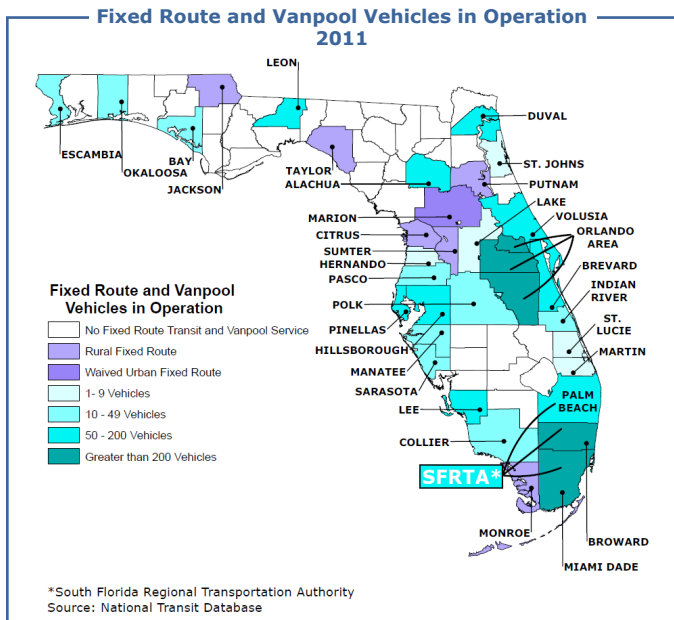 Fixed Route and Vanpool Vehicles in Operation
2011
LEON
DUVAL
ESCAMBIA
OKALOOSA
BAY
JACKSON
TAYLOR
ALACHUA
ST. JOHNS
PUTNAM
LAKE
MARION
VOLUSIA
CITRUS
ORLANDO
AREA
SUMTER
HERNANDO
BREVARD
PASCO
INDIAN
RIVER
POLK
ST.
LUCIE
PINELLAS
HILLSBOROUGH
MARTIN
MANATEE
SARASOTA
PALM
BEACH
LEE
COLLIER
SFRTA*
MONROE
BROWARD
MIAMI DADE
Fixed Route and Vanpool
Vehicles in Operation
No Fixed Route Transit and Vanpool Service
Rural Fixed Route
Waived Urban Fixed Route
1- 9 Vehicles
10 - 49 Vehicles
50 - 200 Vehicles
Greater than 200 Vehicles
*South Florida Regional Transportation Authority
Source: National Transit Database